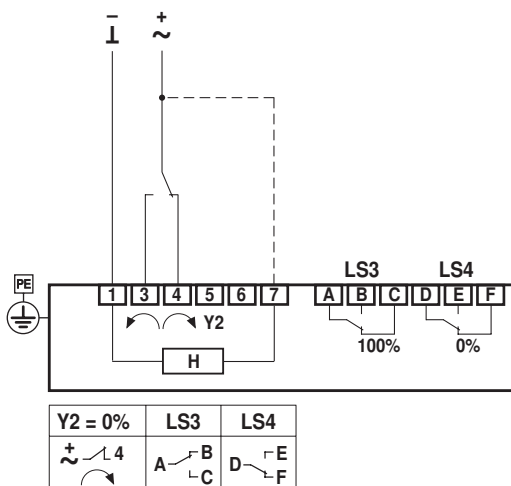 − +
⊥ ~
LS3 LS4
PE
1 3 4 5 6 7 A B C D E F
Y2
100% 0%
H
Y2 = 0% LS3 LS4
+
~ 4 A B C D E F